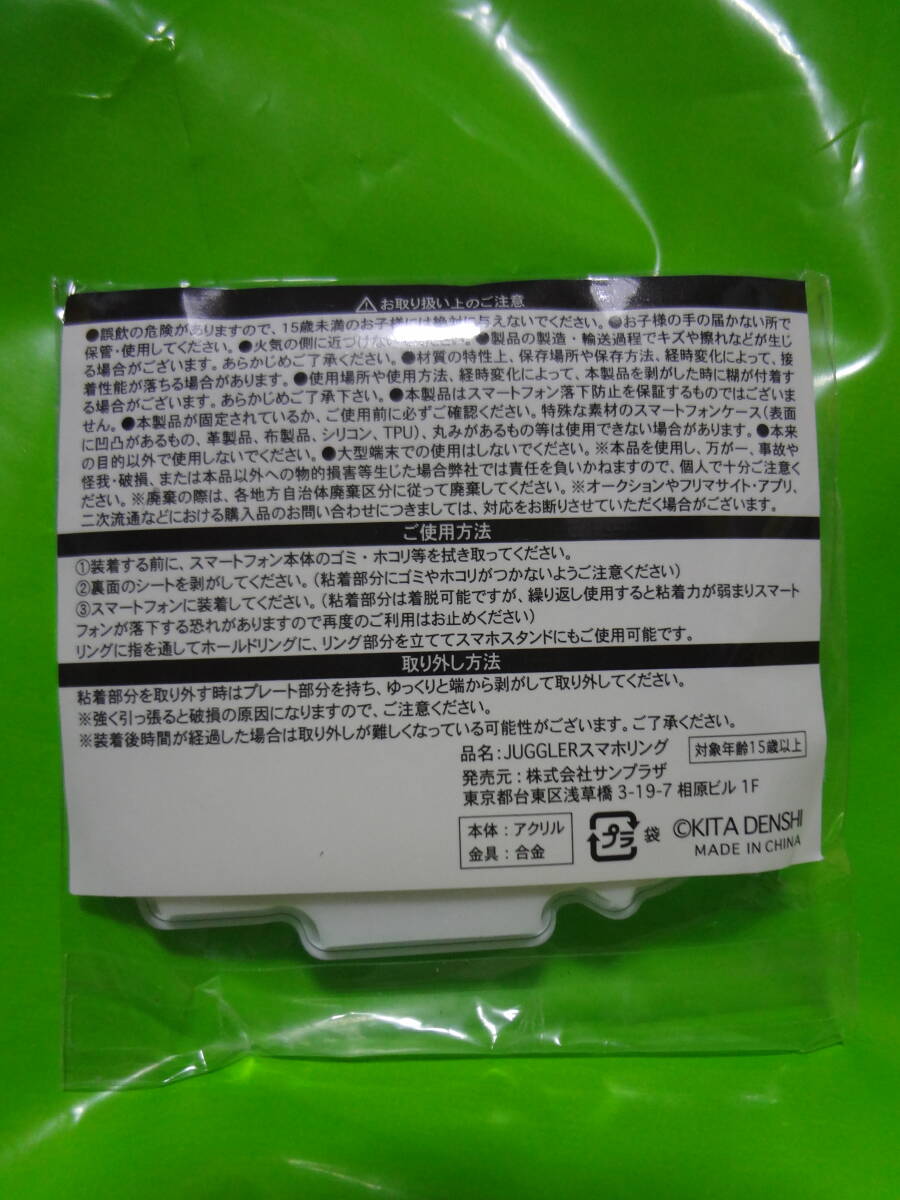 ⚠お取り扱い上のご注意
●誤飲の危険がありますので、15歳未満のお子様には絶対に与えないでください。●お子様の手の届かない所で
保管・使用してください。●火気の側に近づけないでください。●製品の製造・輸送過程でキズや擦れなどが生じ
る場合がございます。あらかじめご了承ください。●材質の特性上、保存場所や保存方法、経時変化によって、接
着性能が落ちる場合があります。●使用場所や使用方法、経時変化によって、本製品を剥がした時に糊が付着す
る場合がございます。あらかじめご了承下さい。●本製品はスマートフォン落下防止を保証するものではございま
せん。●本製品が固定されているか、ご使用前に必ずご確認ください。特殊な素材のスマートフォンケース(表面
に凹凸があるもの、革製品、布製品、シリコン、TPU)、丸みがあるもの等は使用できない場合があります。●本来
の目的以外で使用しないでください。●大型端末での使用はしないでください。※本品を使用し、万が一、事故や
怪我・破損、または本品以外への物的損害等生じた場合弊社では責任を負いかねますので、個人で十分ご注意く
ださい。※廃棄の際は、各地方自治体廃棄区分に従って廃棄してください。※オークションやフリマサイト・アプリ、
二次流通などにおける購入品のお問い合わせにつきましては、対応をお断りさせていただく場合がございます。
ご使用方法
①装着する前に、スマートフォン本体のゴミ・ホコリ等を拭き取ってください。
②裏面のシートを剥がしてください。(粘着部分にゴミやホコリがつかないようご注意ください)
③スマートフォンに装着してください。(粘着部分は着脱可能ですが、繰り返し使用すると粘着力が弱まりスマート
フォンが落下する恐れがありますので再度のご利用はお止めください)
リングに指を通してホールドリングに、リング部分を立ててスマホスタンドにもご使用可能です。
取り外し方法
粘着部分を取り外す時はプレート部分を持ち、ゆっくりと端から剥がして取り外してください。
※強く引っ張ると破損の原因になりますので、ご注意ください。
※装着後時間が経過した場合は取り外しが難しくなっている可能性がございます。ご了承ください。
品名:JUGGLERスマホリング 対象年齢15歳以上
発売元:株式会社サンプラザ
東京都台東区浅草橋 3-19-7 相原ビル 1F
本体:アクリル
金具:合金
プラ 袋
©KITA DENSHI
MADE IN CHINA